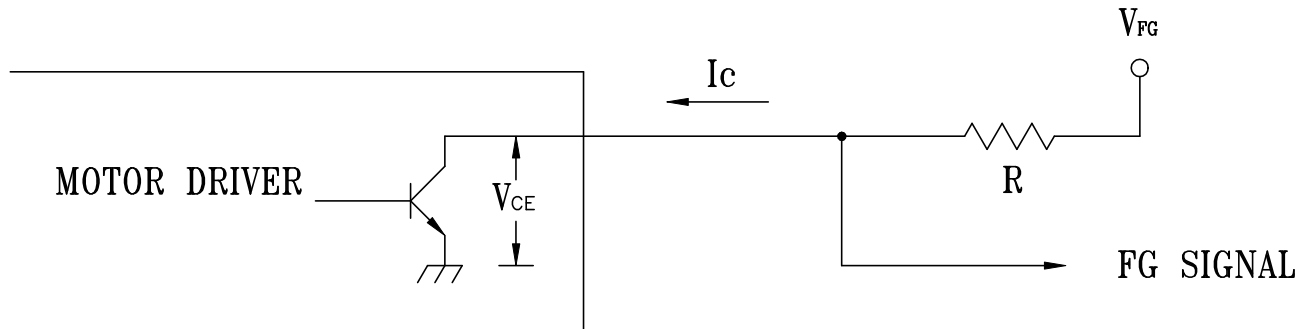 VFG
Ic
MOTOR DRIVER
VCE
R
FG SIGNAL